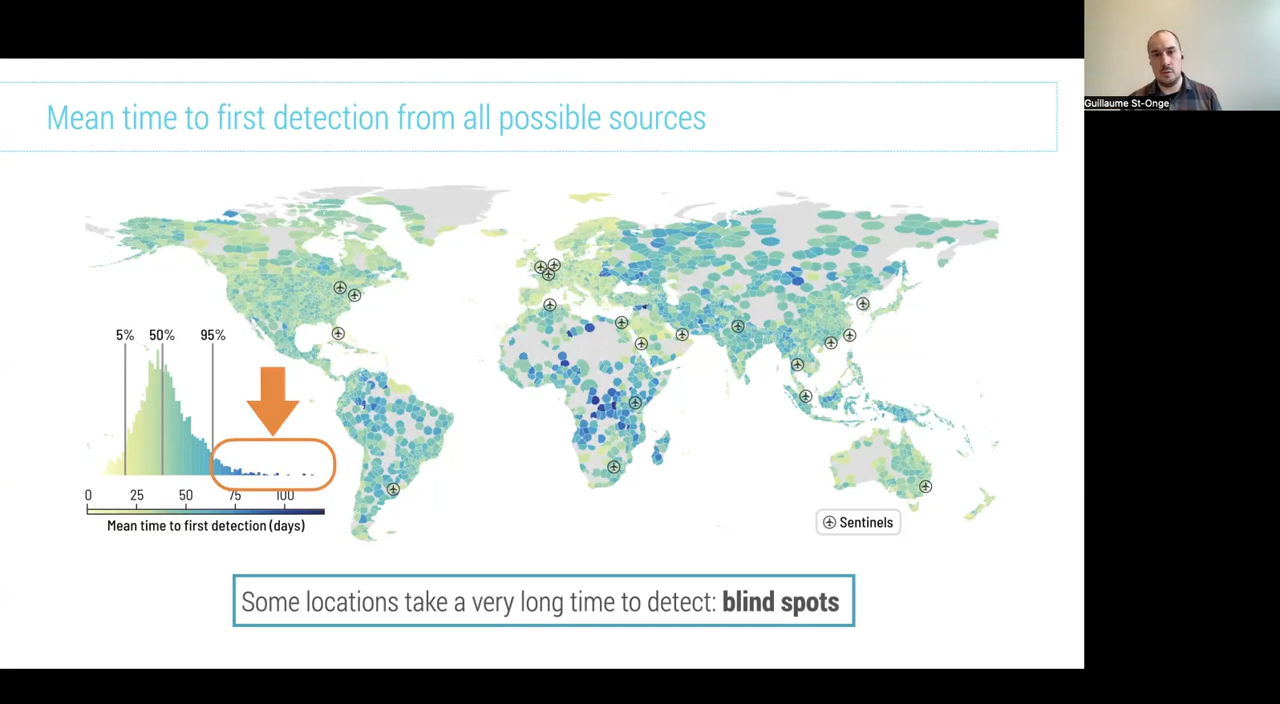 Guillaume St-Onge
Mean time to first detection from all possible sources
5% 50% 95%
0 25 50 75 100
Mean time to first detection (days)
Sentinels
Some locations take a very long time to detect: blind spots